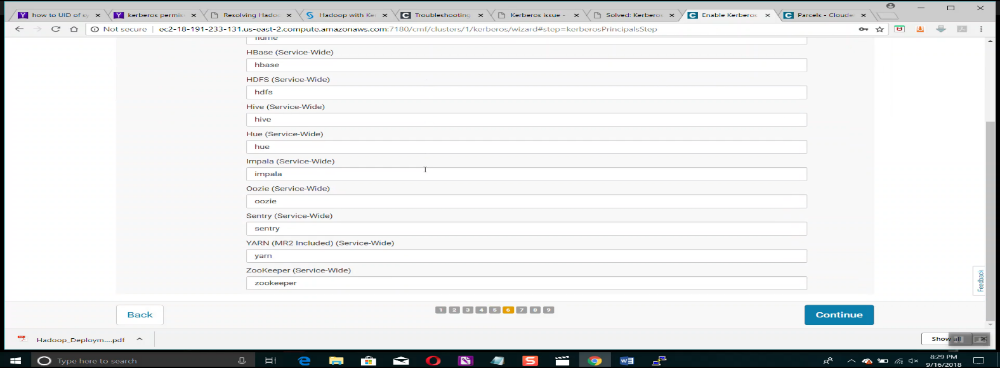 how to UID of sy
kerberos permis
Resolving Hadoo
Hadoop with Ker
Troubleshooting
Kerberos issue -
Solved: Kerberos
Enable Kerberos
Parcels - Cloude
Not secure
ec2-18-191-233-131.us-east-2.compute.amazonaws.com:7180/cmf/clusters/1/kerberos/wizard#step=kerberosPrincipalsStep
flume
HBase (Service-Wide)
hbase
HDFS (Service-Wide)
hdfs
Hive (Service-Wide)
hive
Hue (Service-Wide)
hue
Impala (Service-Wide)
impala
Oozie (Service-Wide)
oozie
Sentry (Service-Wide)
sentry
YARN (MR2 Included) (Service-Wide)
yarn
ZooKeeper (Service-Wide)
zookeeper
Feedback
Back
1 2 3 4 5 6 7 8 9
Continue
Hadoop_Deploym....pdf
Show all
Type here to search
8:29 PM
9/16/2018